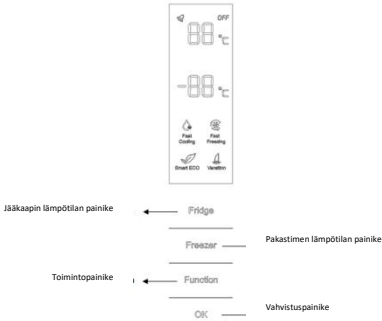 OFF
88 °C
-88 °C
Fast Cooling
Fast Freezing
Smart ECO
Vacation
Jääkaapin lämpötilan painike
Fridge
Freezer
Pakastimen lämpötilan painike
Toimintopainike
Function
OK
Vahvistuspainike